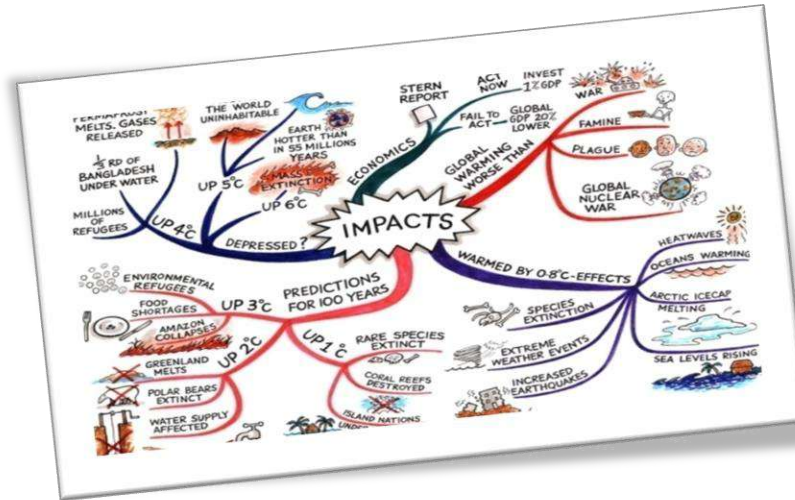 PERMAFROST
MELTS. GASES
RELEASED
THE WORLD
UNINHABITABLE
EARTH
HOTTER THAN
IN 55 MILLIONS
YEARS
⅓ RD OF
BANGLADESH
UNDER WATER
UP 5°C
MASS
EXTINCTION
UP 6°C
MILLIONS
OF
REFUGEES
UP 4°C
DEPRESSED?
ECONOMICS
STERN
REPORT
ACT
NOW
INVEST
1% GDP
FAIL TO
ACT
GLOBAL
GDP 20%
LOWER
GLOBAL
WARMING
WORSE THAN
WAR
FAMINE
PLAGUE
GLOBAL
NUCLEAR
WAR
IMPACTS
WARMED BY 0.8°C-EFFECTS
HEATWAVES
OCEANS WARMING
ARCTIC ICECAP
MELTING
SEA LEVELS RISING
SPECIES
EXTINCTION
EXTREME
WEATHER EVENTS
INCREASED
EARTHQUAKES
PREDICTIONS
FOR 100 YEARS
UP 3°C
ENVIRONMENTAL
REFUGEES
FOOD
SHORTAGES
AMAZON
COLLAPSES
UP 2°C
GREENLAND
MELTS
POLAR BEARS
EXTINCT
WATER SUPPLY
AFFECTED
UP 1°C
RARE SPECIES
EXTINCT
CORAL REEFS
DESTROYED
ISLAND NATIONS